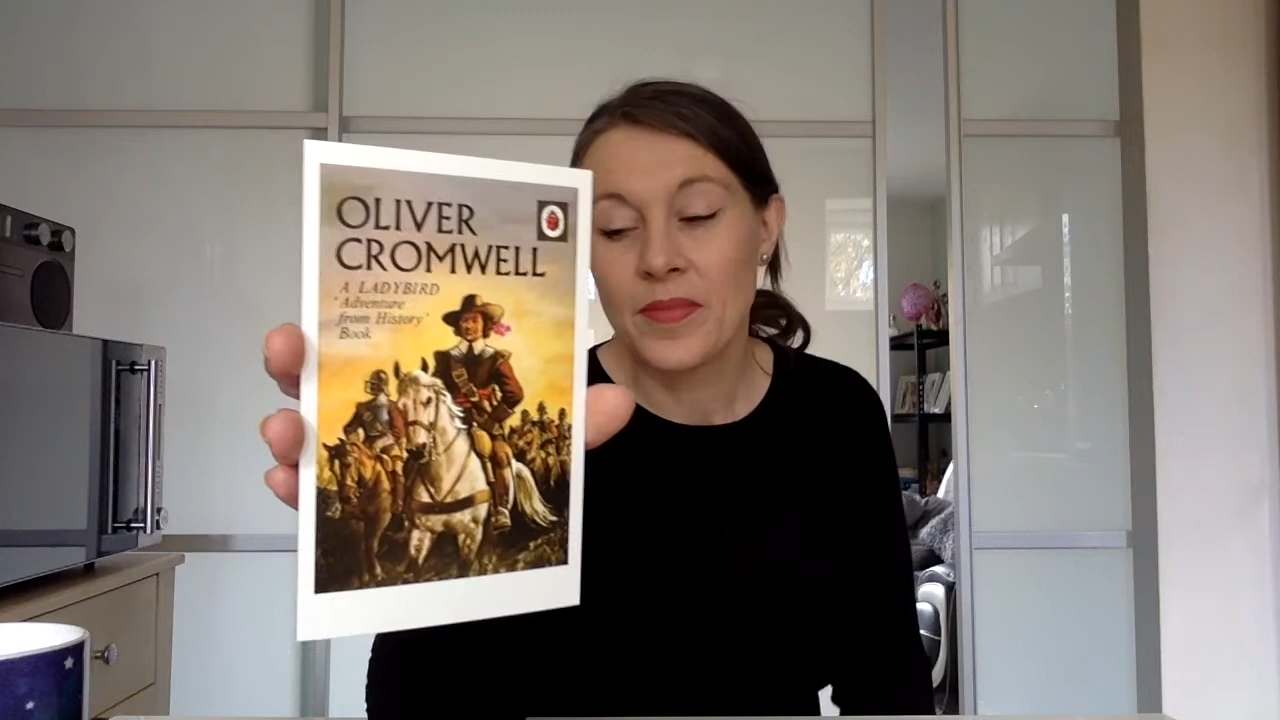 OLIVER
CROMWELL
A LADYBIRD
'Adventure
from History'
Book